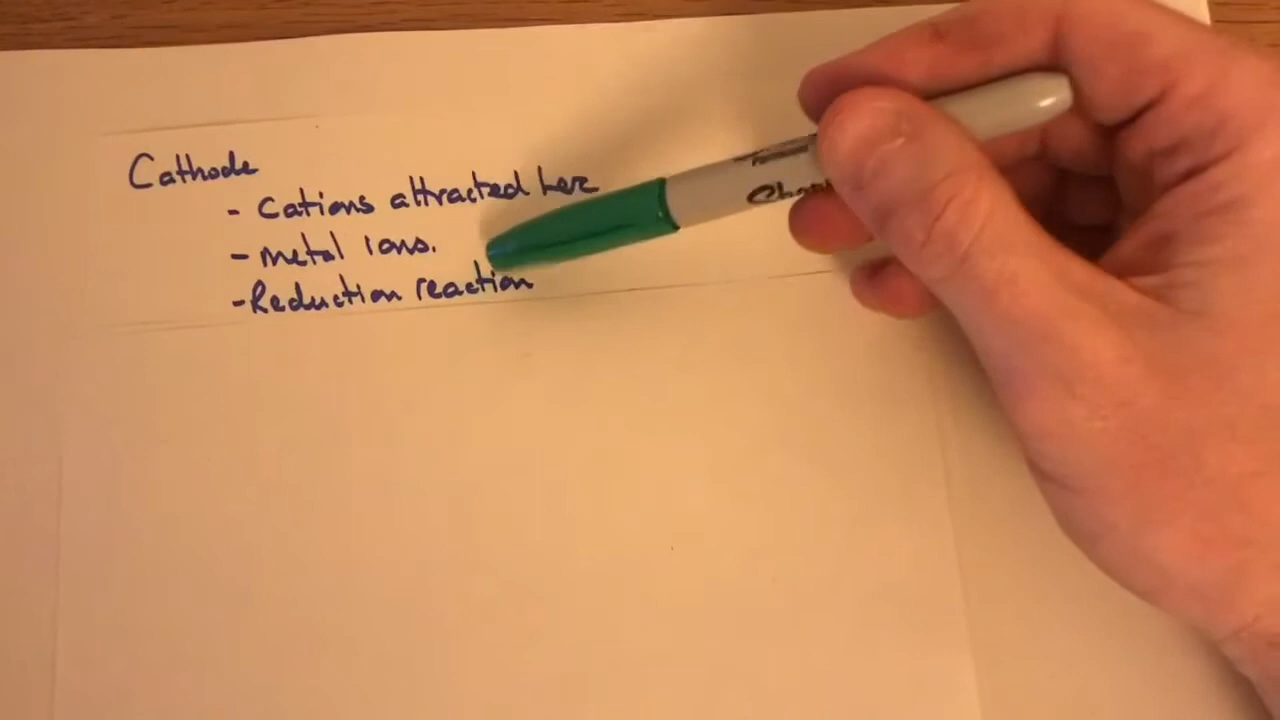 Cathode
- Cations attracted here
- Metal ions.
- Reduction reaction